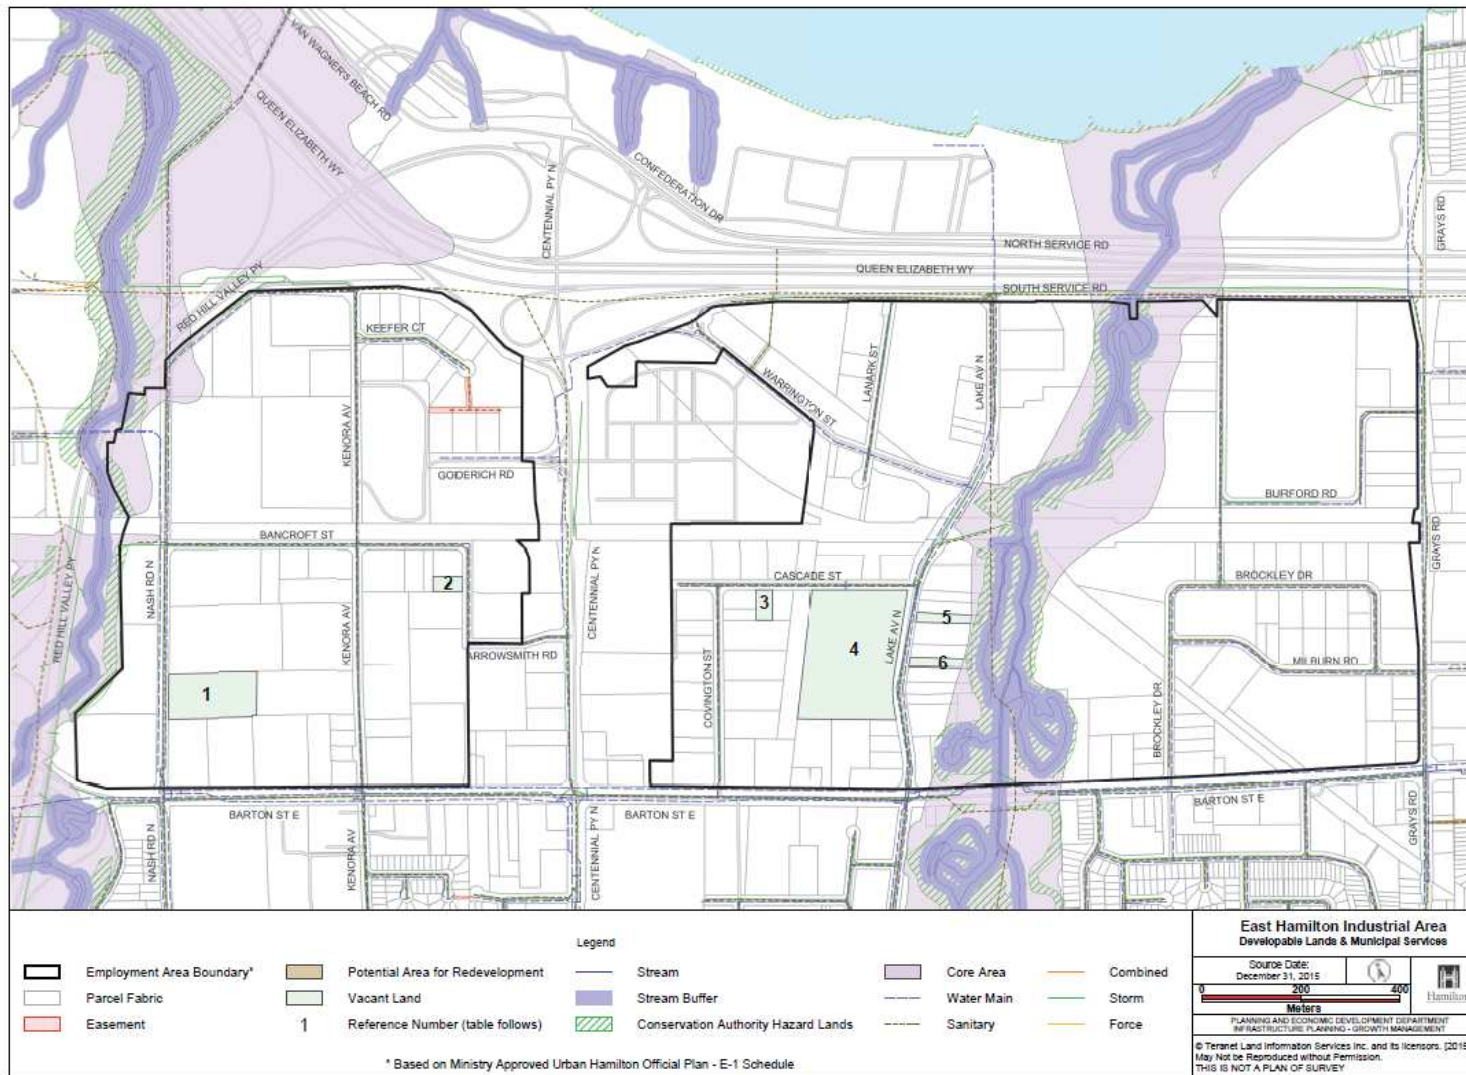 VAN WAGNER'S BEACH RD
QUEEN ELIZABETH WY
CENTENNIAL PY N
CONFEDERATION DR
GRAYS RD
NORTH SERVICE RD
QUEEN ELIZABETH WY
SOUTH SERVICE RD
RED HILL VALLEY PY
KEEFER CT
KENORA AV
WARRINGTON ST
LANARK ST
LAKE AV N
GODERICH RD
BURFORD RD
BANCROFT ST
NASH RD N
RED HILL VALLEY PY
KENORA AV
CENTENNIAL PY N
GRAYS RD
CASCADE ST
BROCKLEY DR
2
3
4
5
6
1
LAKE AV N
ARROWSMITH RD
COVINGTON ST
MILBURN RD
BROCKLEY DR
BARTON ST E
BARTON ST E
BARTON ST E
NASH RD N
KENORA AV
CENTENNIAL PY N
GRAYS RD
Legend
Employment Area Boundary*
Potential Area for Redevelopment
Stream
Core Area
Combined
Parcel Fabric
Vacant Land
Stream Buffer
Water Main
Storm
Easement
1
Reference Number (table follows)
Conservation Authority Hazard Lands
Sanitary
Force
* Based on Ministry Approved Urban Hamilton Official Plan - E-1 Schedule
East Hamilton Industrial Area
Developable Lands & Municipal Services
Source Date:
December 31, 2015
0 200 400
Meters
Hamilton
PLANNING AND ECONOMIC DEVELOPMENT DEPARTMENT
INFRASTRUCTURE PLANNING - GROWTH MANAGEMENT
© Teranet Land Information Services Inc. and its licensors. [2015
May Not be Reproduced without Permission.
THIS IS NOT A PLAN OF SURVEY